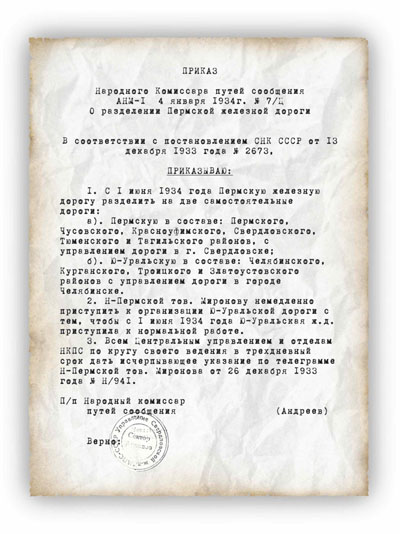 ПРИКАЗ
Народного Комиссара путей сообщения
АНМ-I 4 января 1934г. № 7/Ц
О разделении Пермской железной дороги
В соответствии с постановлением СНК СССР от 13
декабря 1933 года № 2673,
ПРИКАЗЫВАЮ:
I. С I июня 1934 года Пермскую железную
дорогу разделить на две самостоятельные
дороги:
а). Пермскую в составе: Пермского,
Чусовского, Красноуфимского, Свердловского,
Тюменского и Тагильского районов, с
управлением дороги в г. Свердловске;
б). Ю-Уральскую в составе: Челябинского,
Курганского, Троицкого и Златоустовского
районов с управлением дороги в городе
Челябинске.
2. Н-Пермской тов. Миронову немедленно
приступить к организации Ю-Уральской дороги с
тем, чтобы с I июня 1934 года Ю-Уральская ж.д.
приступила к нормальной работе.
3. Всем Центральным управлением и отделам
НКПС по кругу своего ведения в трехдневный
срок дать исчерпывающее указание по телеграмме
Н-Пермской тов. Миронова от 26 декабря 1933
года № Н/941.
П/п Народный комиссар
путей сообщения (Андреев)
Верно:
Сектор